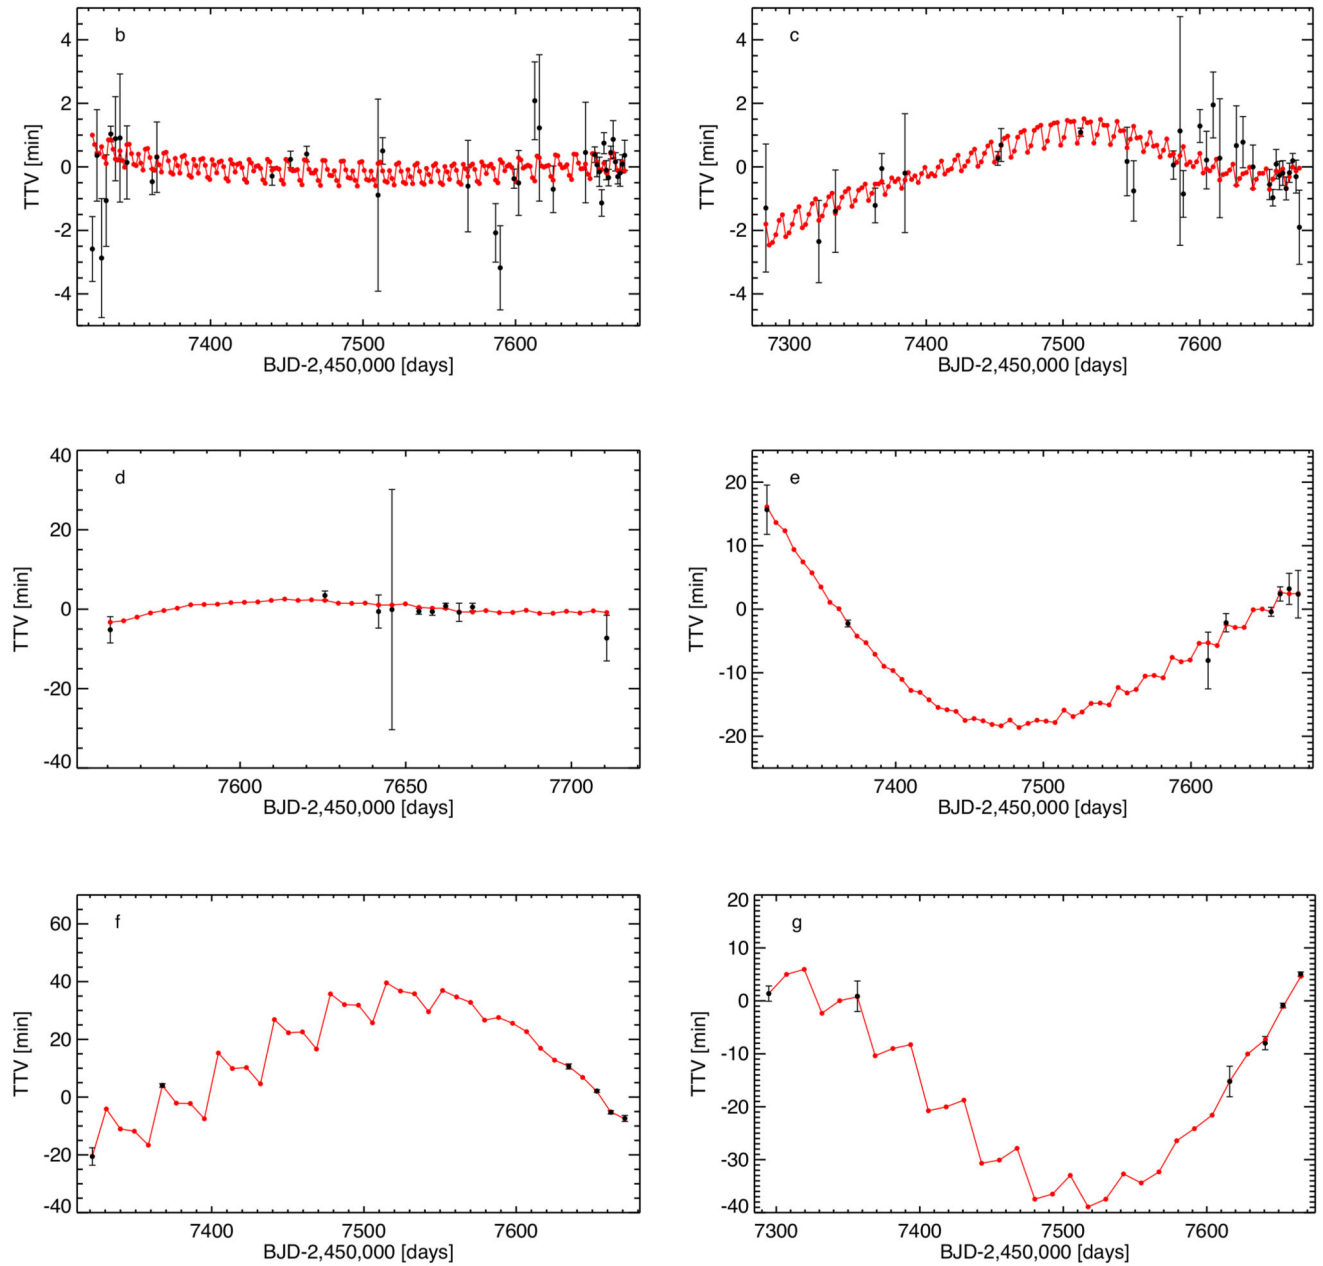 b
4
2
0
-2
-4
TTV [min]
7400 7500 7600
BJD-2,450,000 [days]
c
4
2
0
-2
-4
TTV [min]
7300 7400 7500 7600
BJD-2,450,000 [days]
d
40
20
0
-20
-40
TTV [min]
7600 7650 7700
BJD-2,450,000 [days]
e
20
10
0
-10
-20
TTV [min]
7400 7500 7600
BJD-2,450,000 [days]
f
60
40
20
0
-20
-40
TTV [min]
7400 7500 7600
BJD-2,450,000 [days]
g
20
10
0
-10
-20
-30
-40
TTV [min]
7300 7400 7500 7600
BJD-2,450,000 [days]